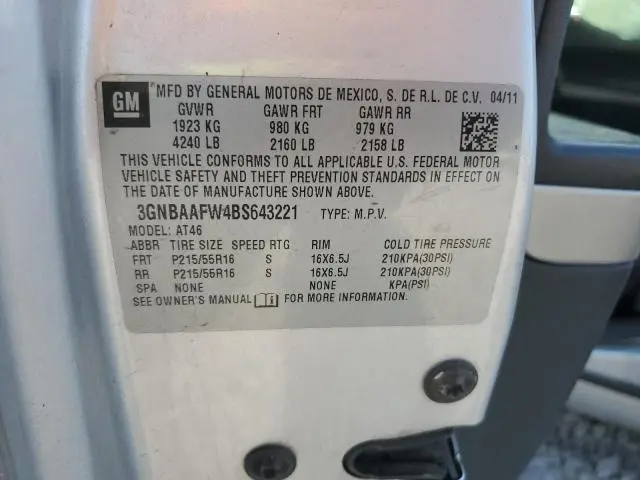 GM
MFD BY GENERAL MOTORS DE MEXICO, S. DE R.L. DE C.V. 04/11
GVWR GAWR FRT GAWR RR
1923 KG 980 KG 979 KG
4240 LB 2160 LB 2158 LB
THIS VEHICLE CONFORMS TO ALL APPLICABLE U.S. FEDERAL MOTOR
VEHICLE SAFETY AND THEFT PREVENTION STANDARDS IN EFFECT ON
THE DATE OF MANUFACTURE SHOWN ABOVE.
3GNBAAFW4BS643221 TYPE: M.P.V.
MODEL: AT46
ABBR TIRE SIZE SPEED RTG RIM COLD TIRE PRESSURE
FRT P215/55R16 S 16X6.5J 210KPA(30PSI)
RR P215/55R16 S 16X6.5J 210KPA(30PSI)
SPA NONE NONE KPA(PSI)
SEE OWNER'S MANUAL i FOR MORE INFORMATION.